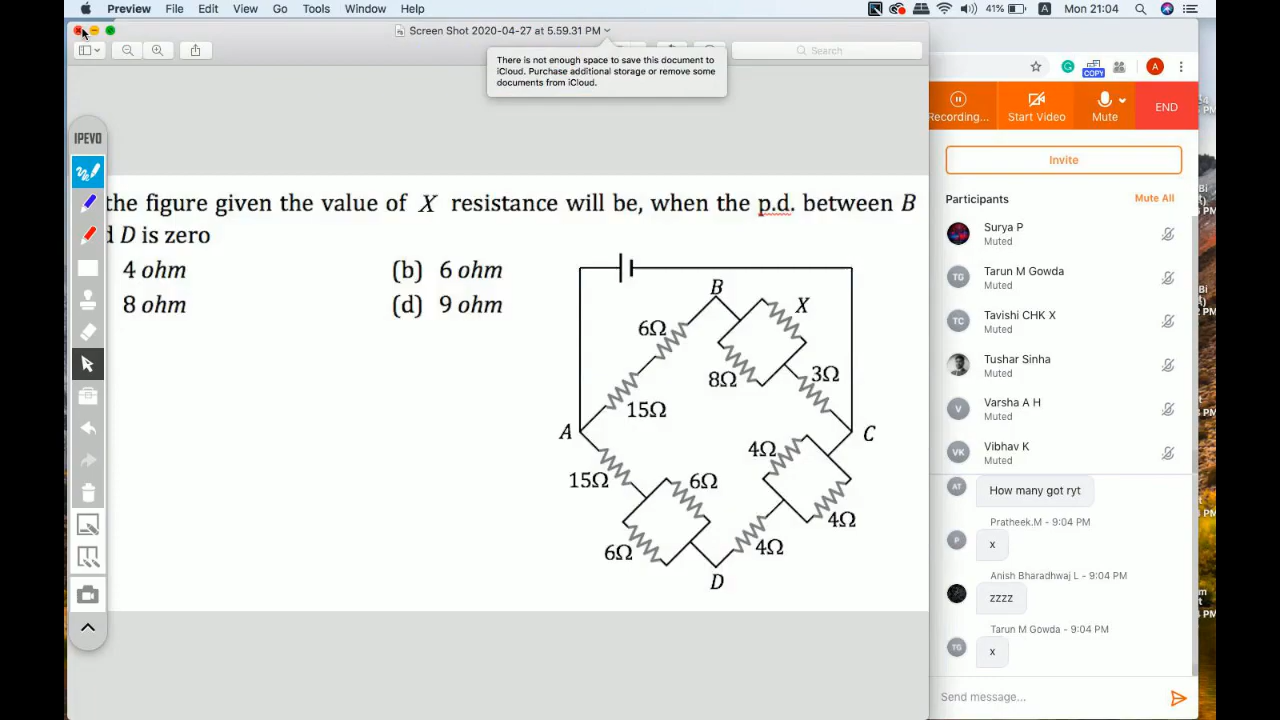 Preview File Edit View Go Tools Window Help 41% A Mon 21:04
Screen Shot 2020-04-27 at 5.59.31 PM
Search
There is not enough space to save this document to
iCloud. Purchase additional storage or remove some
documents from iCloud.
COPY
A
Recording...
Start Video
Mute
END
IPEVO
Invite
Participants
Mute All
Surya P
Muted
TG
Tarun M Gowda
Muted
TC
Tavishi CHK X
Muted
Tushar Sinha
Muted
V
Varsha A H
Muted
VK
Vibhav K
Muted
AT
How many got ryt
Pratheek.M - 9:04 PM
P
x
Anish Bharadhwaj L - 9:04 PM
zzzz
Tarun M Gowda - 9:04 PM
TG
x
Send message...
the figure given the value of X resistance will be, when the p.d. between B
D is zero
4 ohm (b) 6 ohm
8 ohm (d) 9 ohm
B
X
6Ω
8Ω
3Ω
15Ω
A
C
4Ω
15Ω
6Ω
4Ω
6Ω
4Ω
D